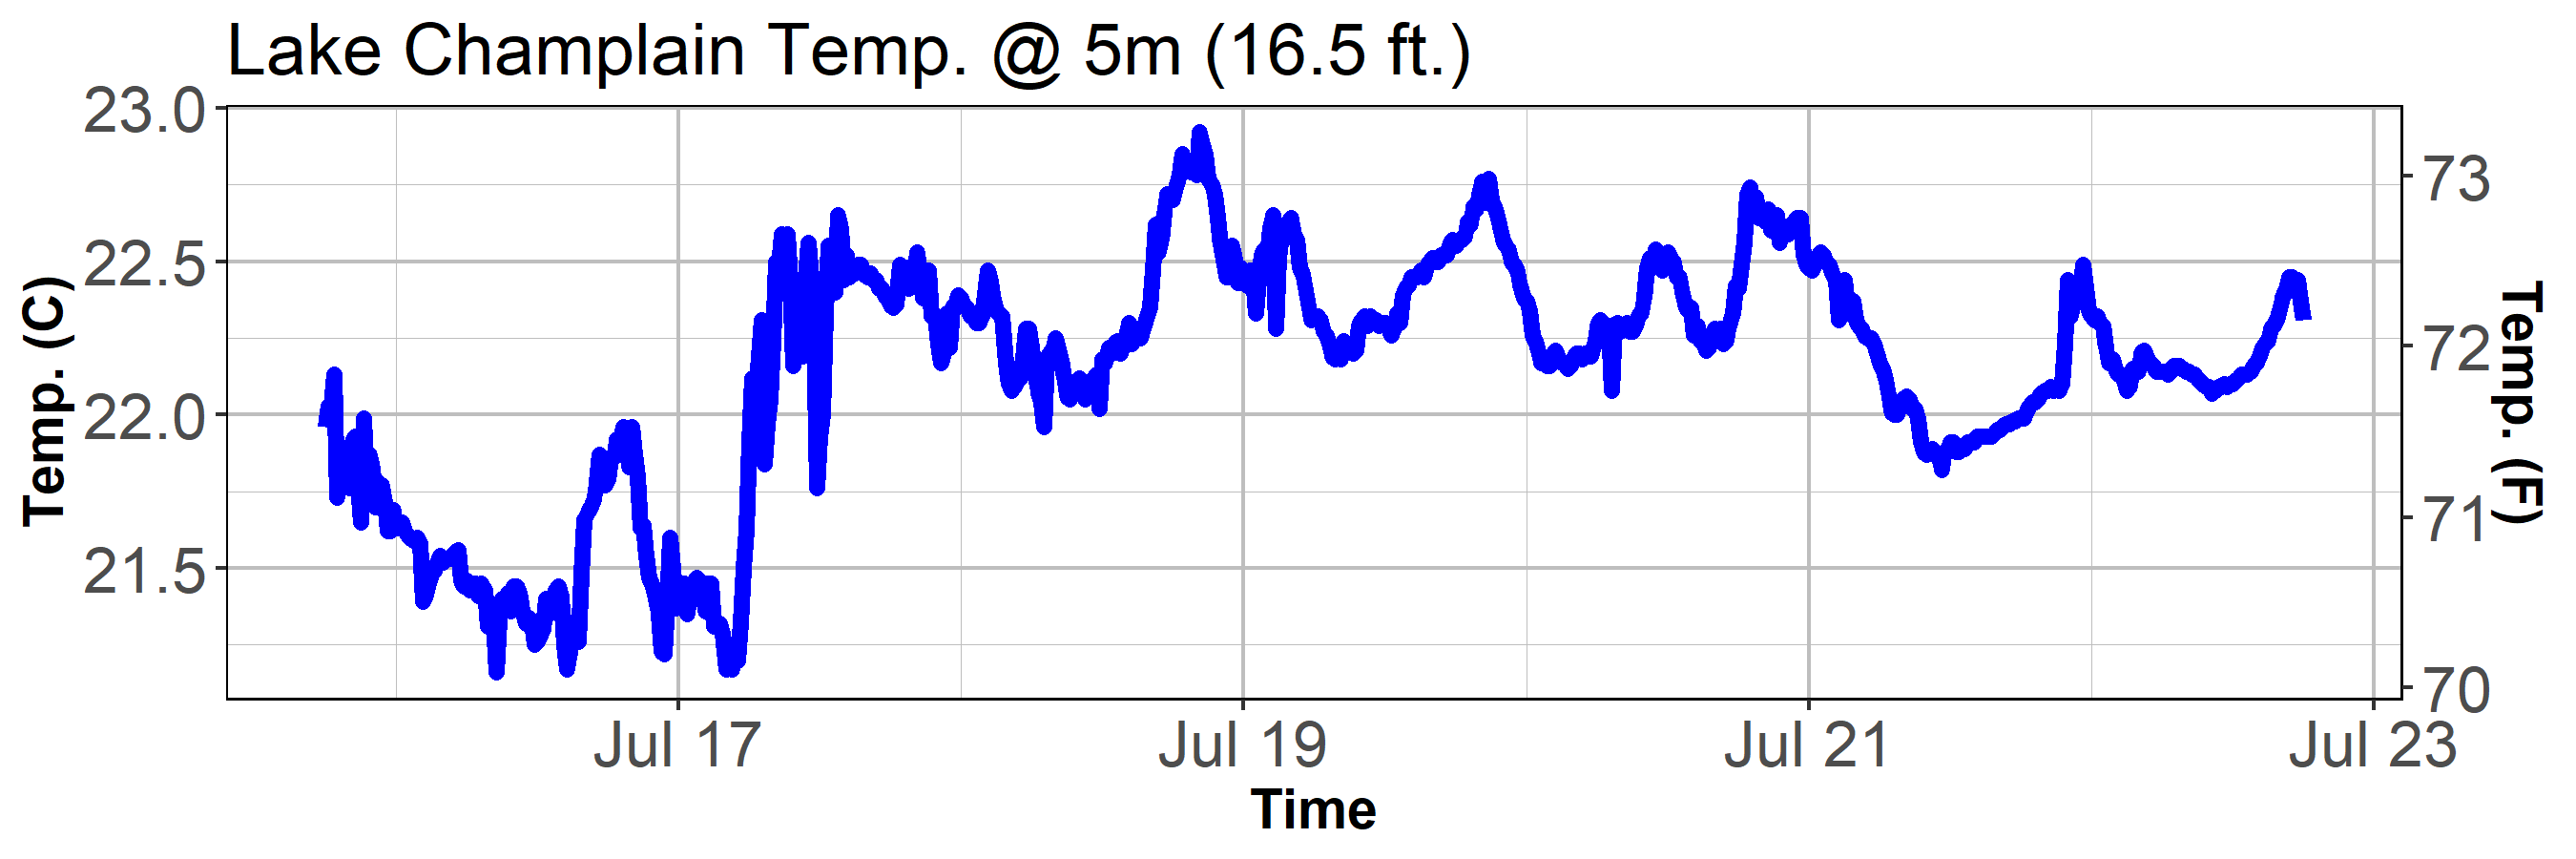 Lake Champlain Temp. @ 5m (16.5 ft.)
Temp. (C)
23.0
22.5
22.0
21.5
73
72
71
70
Temp. (F)
Jul 17
Jul 19
Jul 21
Jul 23
Time